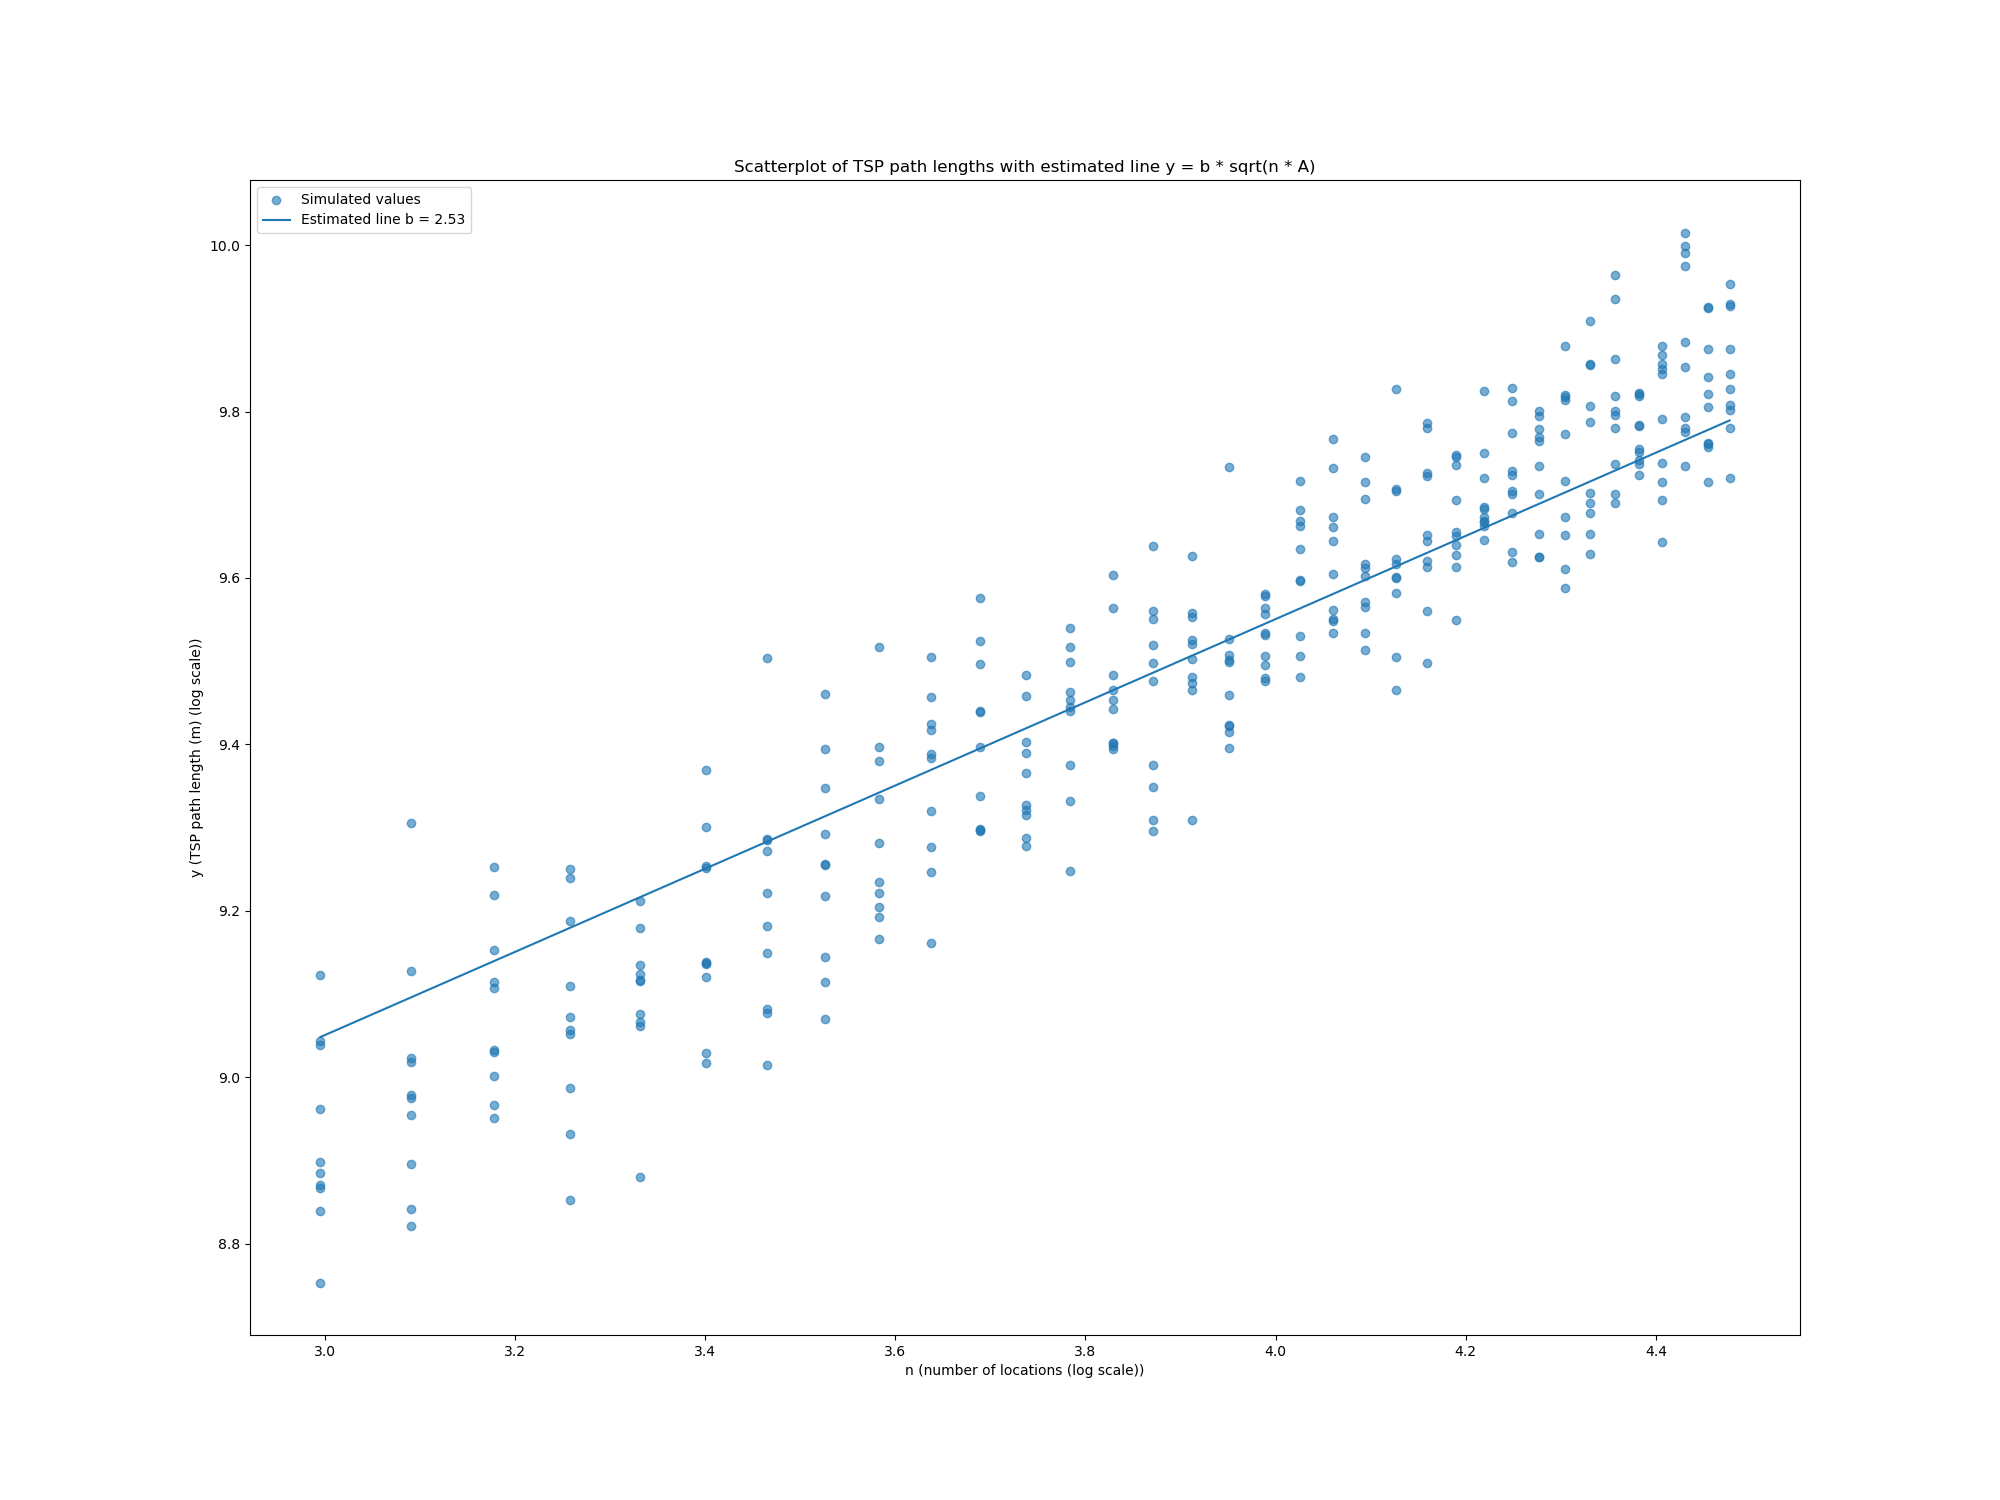 Scatterplot of TSP path lengths with estimated line y = b * sqrt(n * A)
Simulated values
Estimated line b = 2.53
10.0
9.8
9.6
9.4
9.2
9.0
8.8
y (TSP path length (m) (log scale))
3.0 3.2 3.4 3.6 3.8 4.0 4.2 4.4
n (number of locations (log scale))